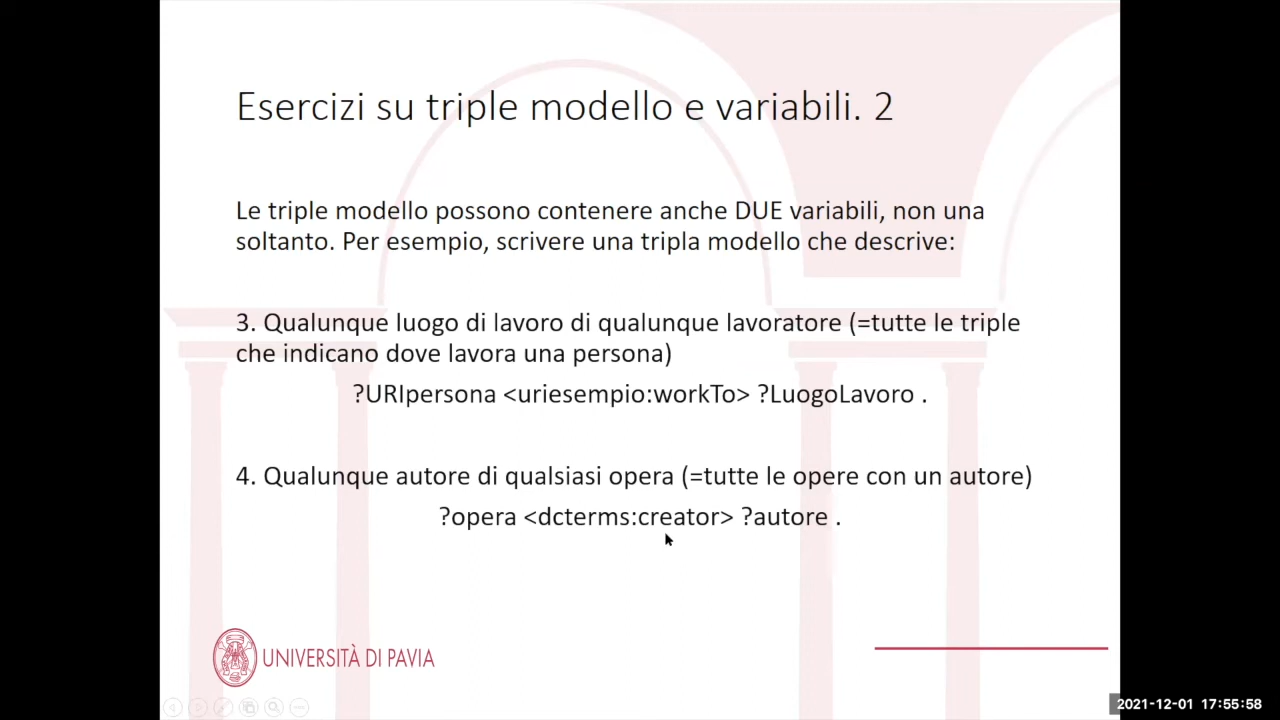 Esercizi su triple modello e variabili. 2
Le triple modello possono contenere anche DUE variabili, non una
soltanto. Per esempio, scrivere una tripla modello che descrive:
3. Qualunque luogo di lavoro di qualunque lavoratore (=tutte le triple
che indicano dove lavora una persona)
?URIpersona <uriesempio:workTo> ?LuogoLavoro .
4. Qualunque autore di qualsiasi opera (=tutte le opere con un autore)
?opera <dcterms:creator> ?autore .
UNIVERSITÀ DI PAVIA
2021-12-01 17:55:58